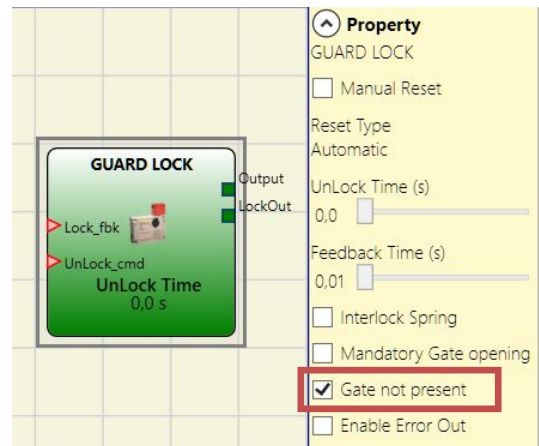 GUARD LOCK
Output
LockOut
Lock_fbk
UnLock_cmd
UnLock Time
0,0 s
Property
GUARD LOCK
Manual Reset
Reset Type
Automatic
UnLock Time (s)
0,0
Feedback Time (s)
0,01
Interlock Spring
Mandatory Gate opening
Gate not present
Enable Error Out